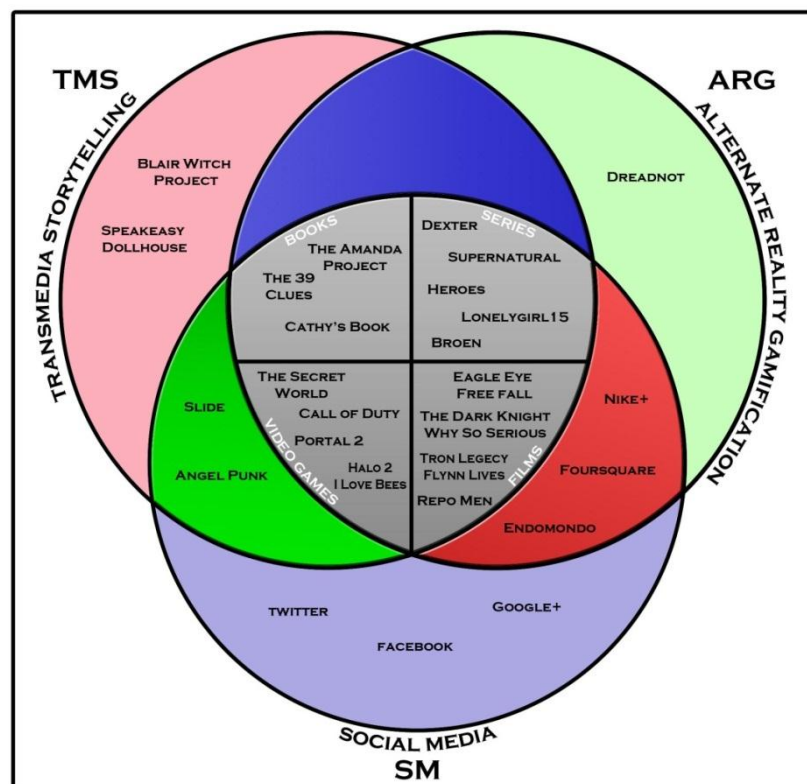 TMS
ARG
TRANSMEDIA STORYTELLING
ALTERNATE REALITY GAMIFICATION
BLAIR WITCH
PROJECT
SPEAKEASY
DOLLHOUSE
DREADNOT
BOOKS
THE AMANDA
PROJECT
THE 39
CLUES
CATHY'S BOOK
SERIES
DEXTER
SUPERNATURAL
HEROES
LONELYGIRL15
BROEN
SLIDE
ANGEL PUNK
VIDEO GAMES
THE SECRET
WORLD
CALL OF DUTY
PORTAL 2
HALO 2
I LOVE BEES
FILMS
EAGLE EYE
FREE FALL
THE DARK KNIGHT
WHY SO SERIOUS
TRON LEGACY
FLYNN LIVES
REPO MEN
NIKE+
FOURSQUARE
ENDOMONDO
TWITTER
GOOGLE+
FACEBOOK
SOCIAL MEDIA
SM